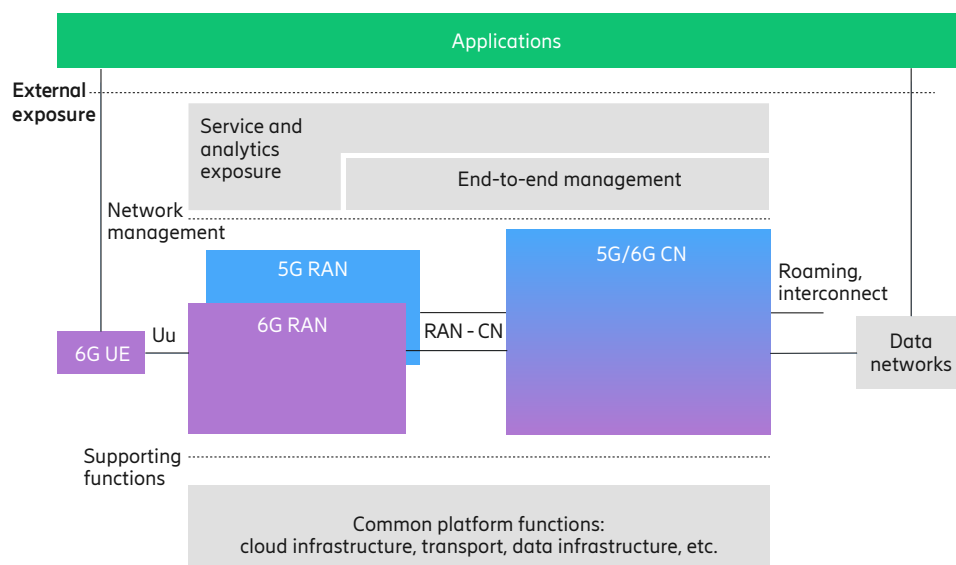 Applications
External
exposure
Service and
analytics
exposure
End-to-end management
Network
management
5G RAN
5G/6G CN
Roaming,
interconnect
6G RAN
Uu
RAN - CN
6G UE
Data
networks
Supporting
functions
Common platform functions:
cloud infrastructure, transport, data infrastructure, etc.